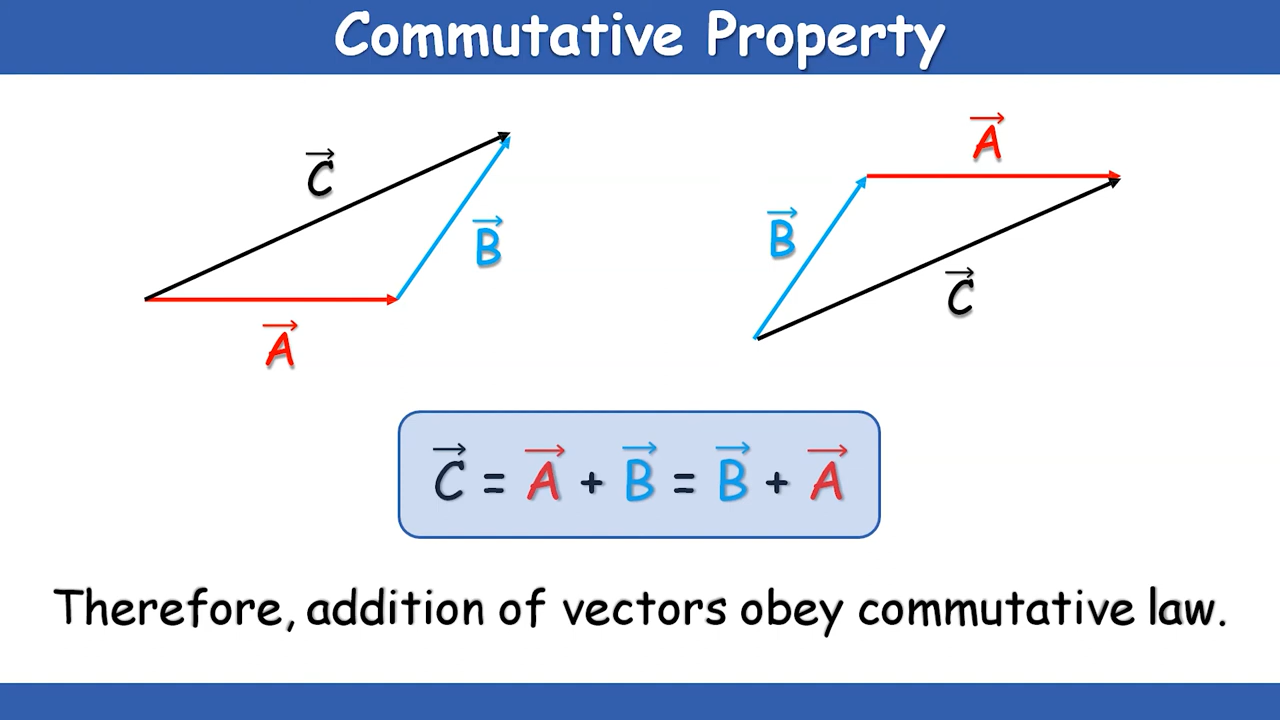 Commutative Property
C⃗
B⃗
A⃗
A⃗
B⃗
C⃗
C⃗ = A⃗ + B⃗ = B⃗ + A⃗
Therefore, addition of vectors obey commutative law.